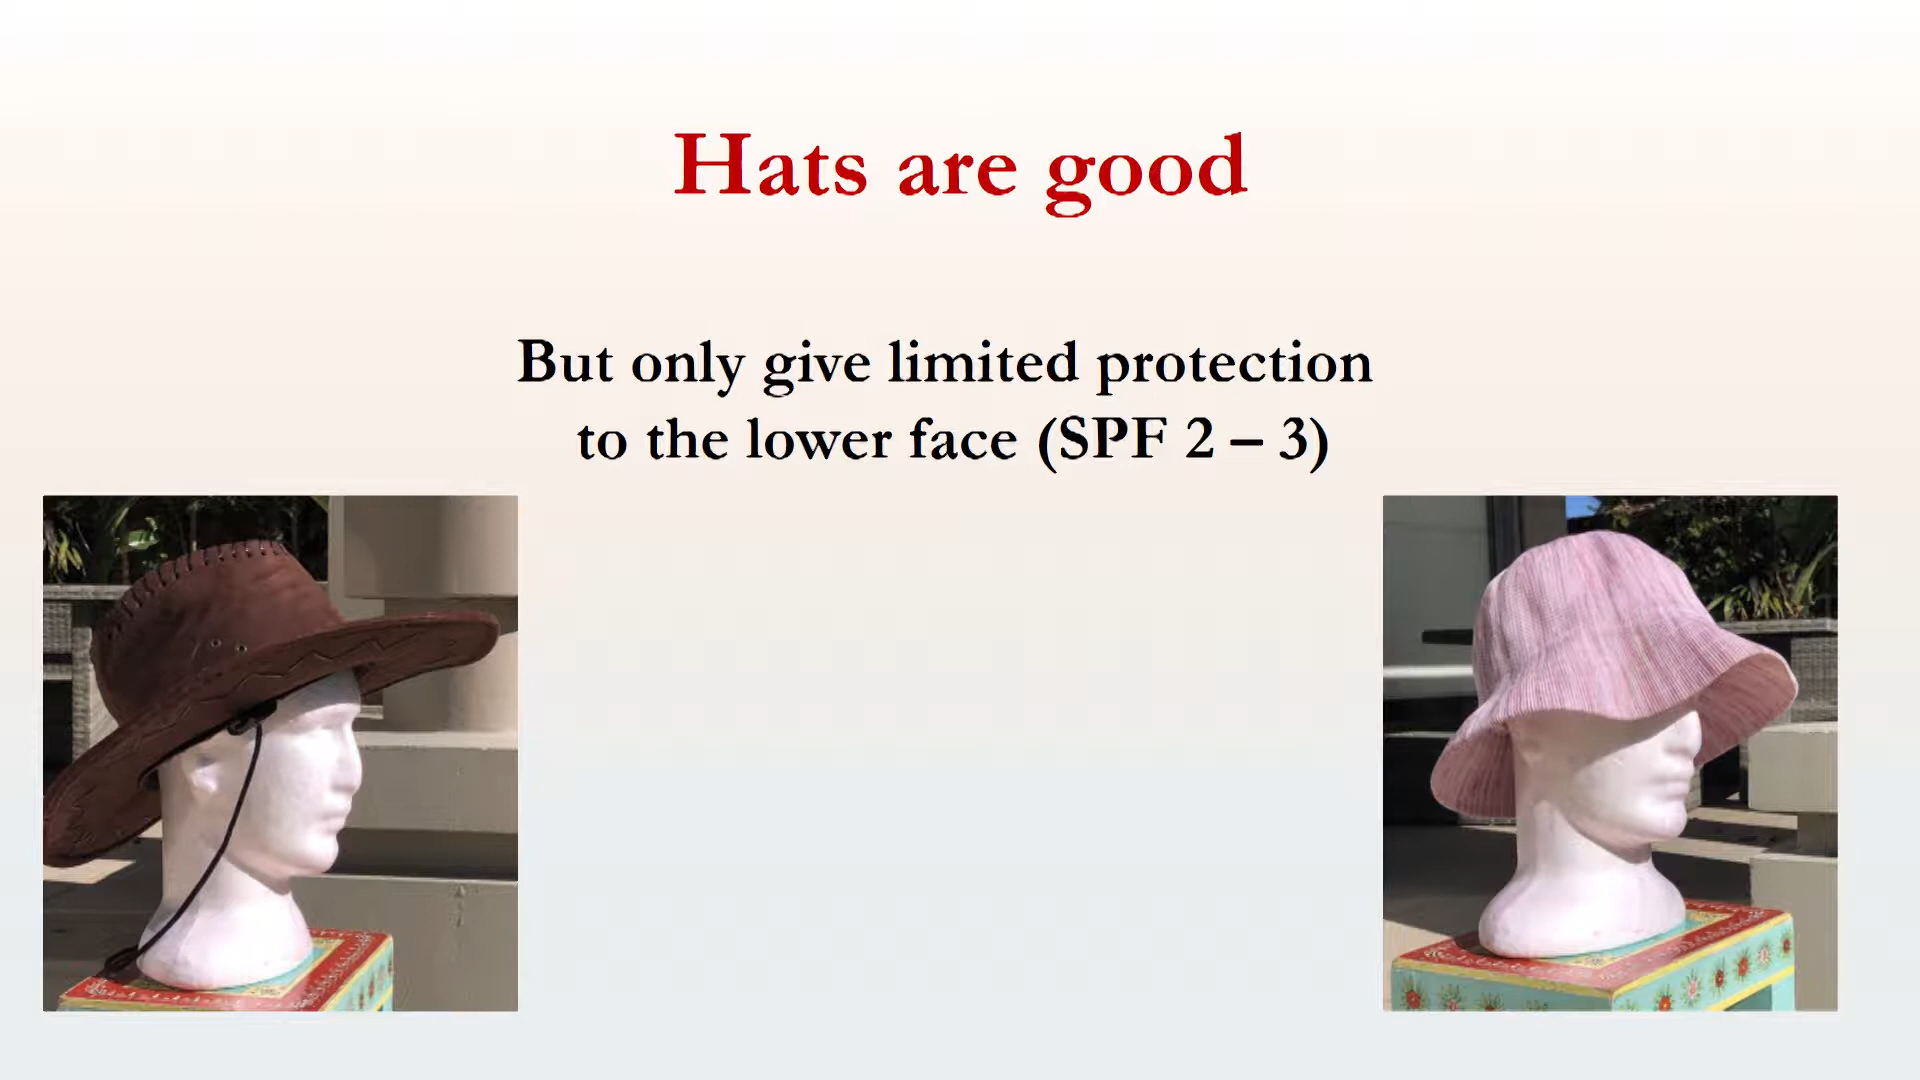 Hats are good
But only give limited protection
to the lower face (SPF 2 – 3)